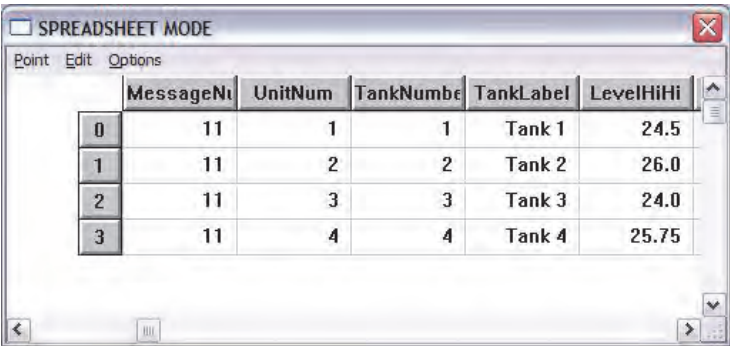 SPREADSHEET MODE
Point Edit Options
MessageNu UnitNum TankNumbe TankLabel LevelHiHi
0 11 1 1 Tank 1 24.5
1 11 2 2 Tank 2 26.0
2 11 3 3 Tank 3 24.0
3 11 4 4 Tank 4 25.75